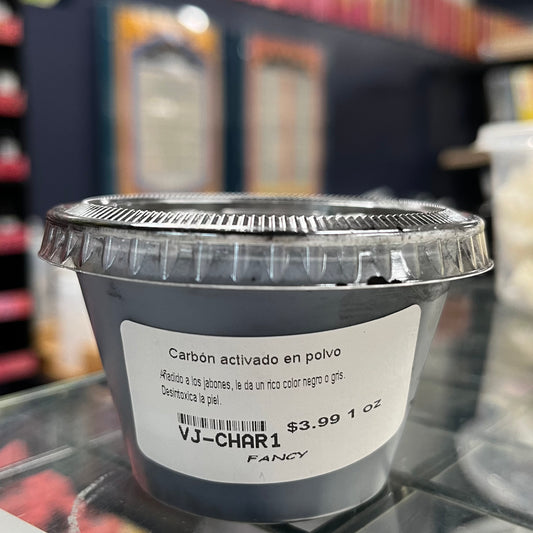 Carbón activado en polvo
Añadido a los jabones, le da un rico color negro o gris.
Desintoxica la piel.
$3.99 1 oz
VJ-CHAR1
FANCY